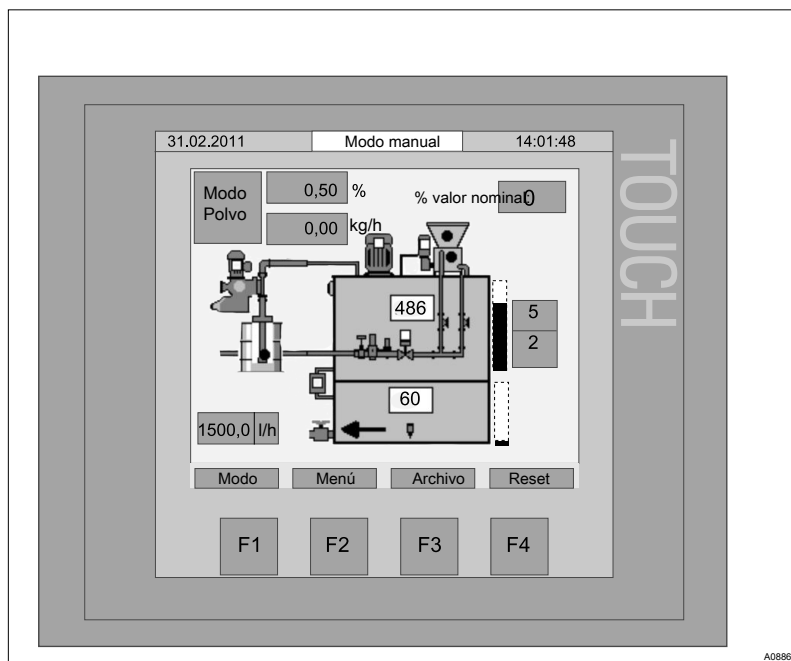 31.02.2011 Modo manual 14:01:48
Modo
Polvo
0,50 %
% valor nominal:
0
0,00 kg/h
TOUCH
486
5
2
60
1500,0 l/h
Modo Menú Archivo Reset
F1 F2 F3 F4
A0886